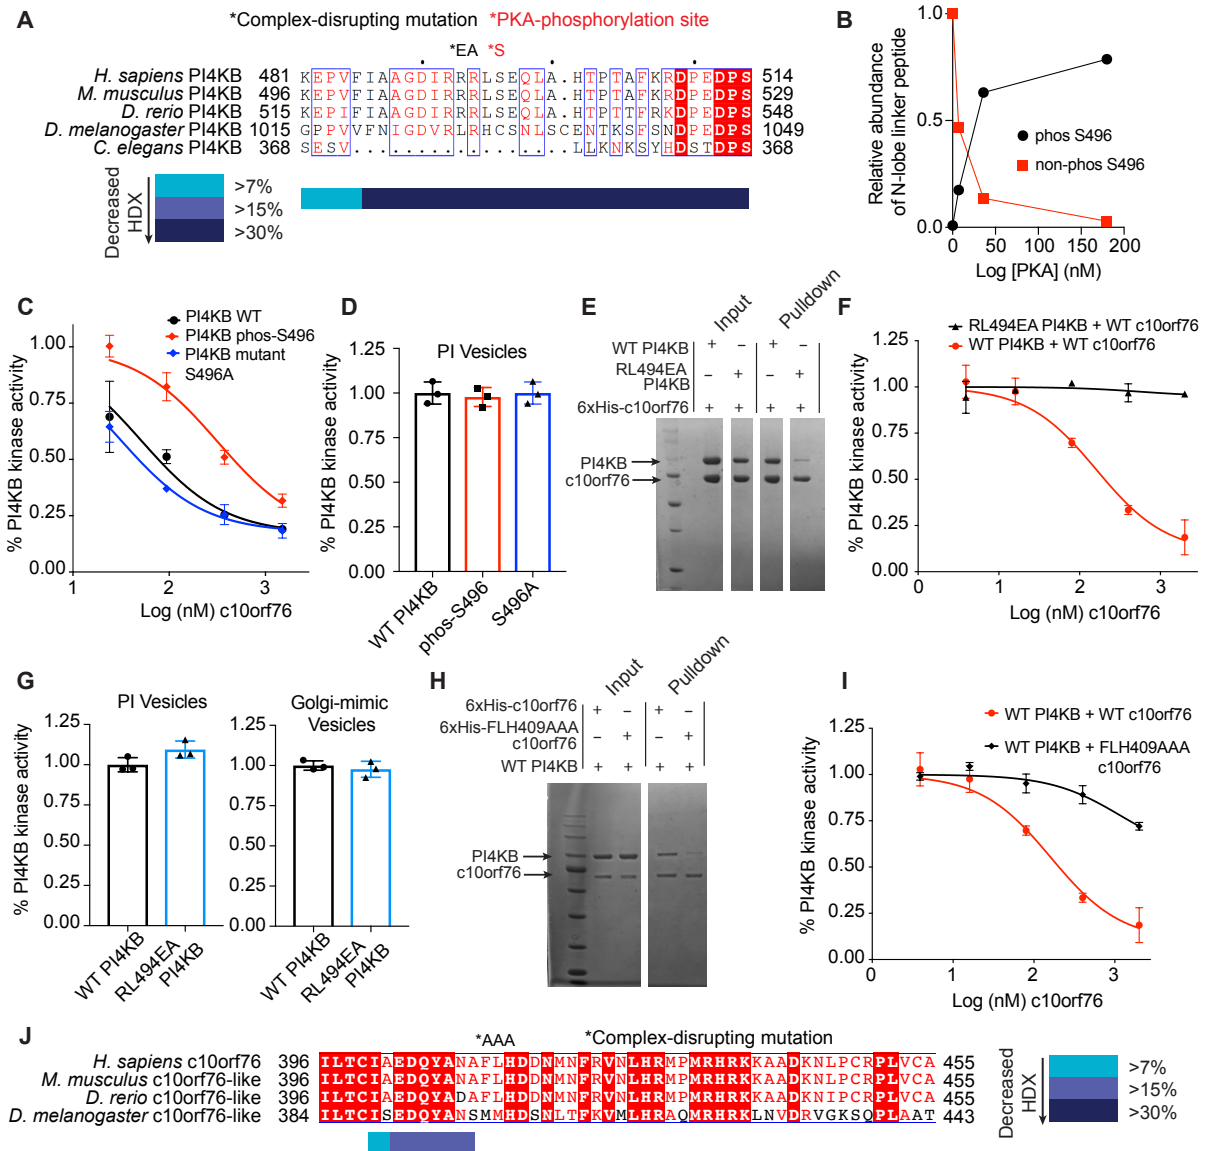 A
*Complex-disrupting mutation *PKA-phosphorylation site
*EA *S
H. sapiens PI4KB 481 KEPVFIAAGDIRRRLSEQLA.HTPTAFKRDPEDPS 514
M. musculus PI4KB 496 KEPVFIAAGDIRRRLSEQLA.HTPTAFKRDPEDPS 529
D. rerio PI4KB 515 KEPIFIAAGDIRRRLSEQLA.HTPTTFKRDPEDPS 548
D. melanogaster PI4KB 1015 GPPVVFNIGDVRLRHCSNLSCENTKSFSNDPEDPS 1049
C. elegans PI4KB 368 SESV.................LLKNKSYHDSTDPS 368
Decreased HDX
>7%
>15%
>30%
B
Relative abundance of N-lobe linker peptide
1.0
0.5
0.0
phos S496
non-phos S496
0 50 100 150 200
Log [PKA] (nM)
C
% PI4KB kinase activity
1.00
0.75
0.50
0.25
0.00
PI4KB WT
PI4KB phos-S496
PI4KB mutant
S496A
1 2 3
Log (nM) c10orf76
D
PI Vesicles
% PI4KB kinase activity
1.25
1.00
0.75
0.50
0.25
0.00
WT PI4KB
phos-S496
S496A
E
Input
Pulldown
WT PI4KB + – + –
RL494EA PI4KB – + – +
6xHis-c10orf76 + + + +
PI4KB
c10orf76
F
RL494EA PI4KB + WT c10orf76
WT PI4KB + WT c10orf76
% PI4KB kinase activity
1.25
1.00
0.75
0.50
0.25
0.00
0 1 2 3
Log (nM) c10orf76
G
PI Vesicles
% PI4KB kinase activity
1.25
1.00
0.75
0.50
0.25
0.00
WT PI4KB
RL494EA
PI4KB
Golgi-mimic
Vesicles
1.25
1.00
0.75
0.50
0.25
0.00
WT PI4KB
RL494EA
PI4KB
H
Input
Pulldown
6xHis-c10orf76 + – + –
6xHis-FLH409AAA
c10orf76 – + – +
WT PI4KB + + + +
PI4KB
c10orf76
I
WT PI4KB + WT c10orf76
WT PI4KB + FLH409AAA
c10orf76
% PI4KB kinase activity
1.25
1.00
0.75
0.50
0.25
0.00
0 1 2 3
Log (nM) c10orf76
J
*AAA *Complex-disrupting mutation
H. sapiens c10orf76 396 ILTCIAEDQYANAFLHDDNMNFRVNLHRMPMRHRKKAADKNLPCRPLVCA 455
M. musculus c10orf76-like 396 ILTCIAEDQYANAFLHDDNMNFRVNLHRMPMRHRKKAADKNLPCRPLVCA 455
D. rerio c10orf76-like 396 ILTCIAEDQYADAFLHDDNMNFRVNLHRMPMRHRKKAADKNIPCRPLVCA 455
D. melanogaster c10orf76-like 384 ILTCISEDQYANSMMHDSNLTFKVMLHRAQMRHRKLNVDRVGKSQPLAAT 443
Decreased HDX
>7%
>15%
>30%